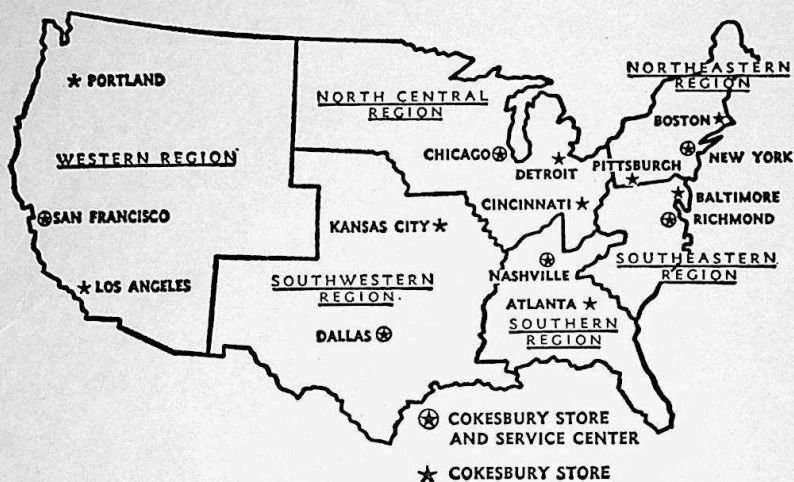 NORTHEASTERN
REGION
PORTLAND
NORTH CENTRAL
REGION
BOSTON
WESTERN REGION
CHICAGO
DETROIT
PITTSBURGH
NEW YORK
BALTIMORE
SAN FRANCISCO
KANSAS CITY
CINCINNATI
RICHMOND
SOUTHEASTERN
REGION
LOS ANGELES
SOUTHWESTERN
REGION.
NASHVILLE
ATLANTA
SOUTHERN
REGION
DALLAS
COKESBURY STORE
AND SERVICE CENTER
COKESBURY STORE